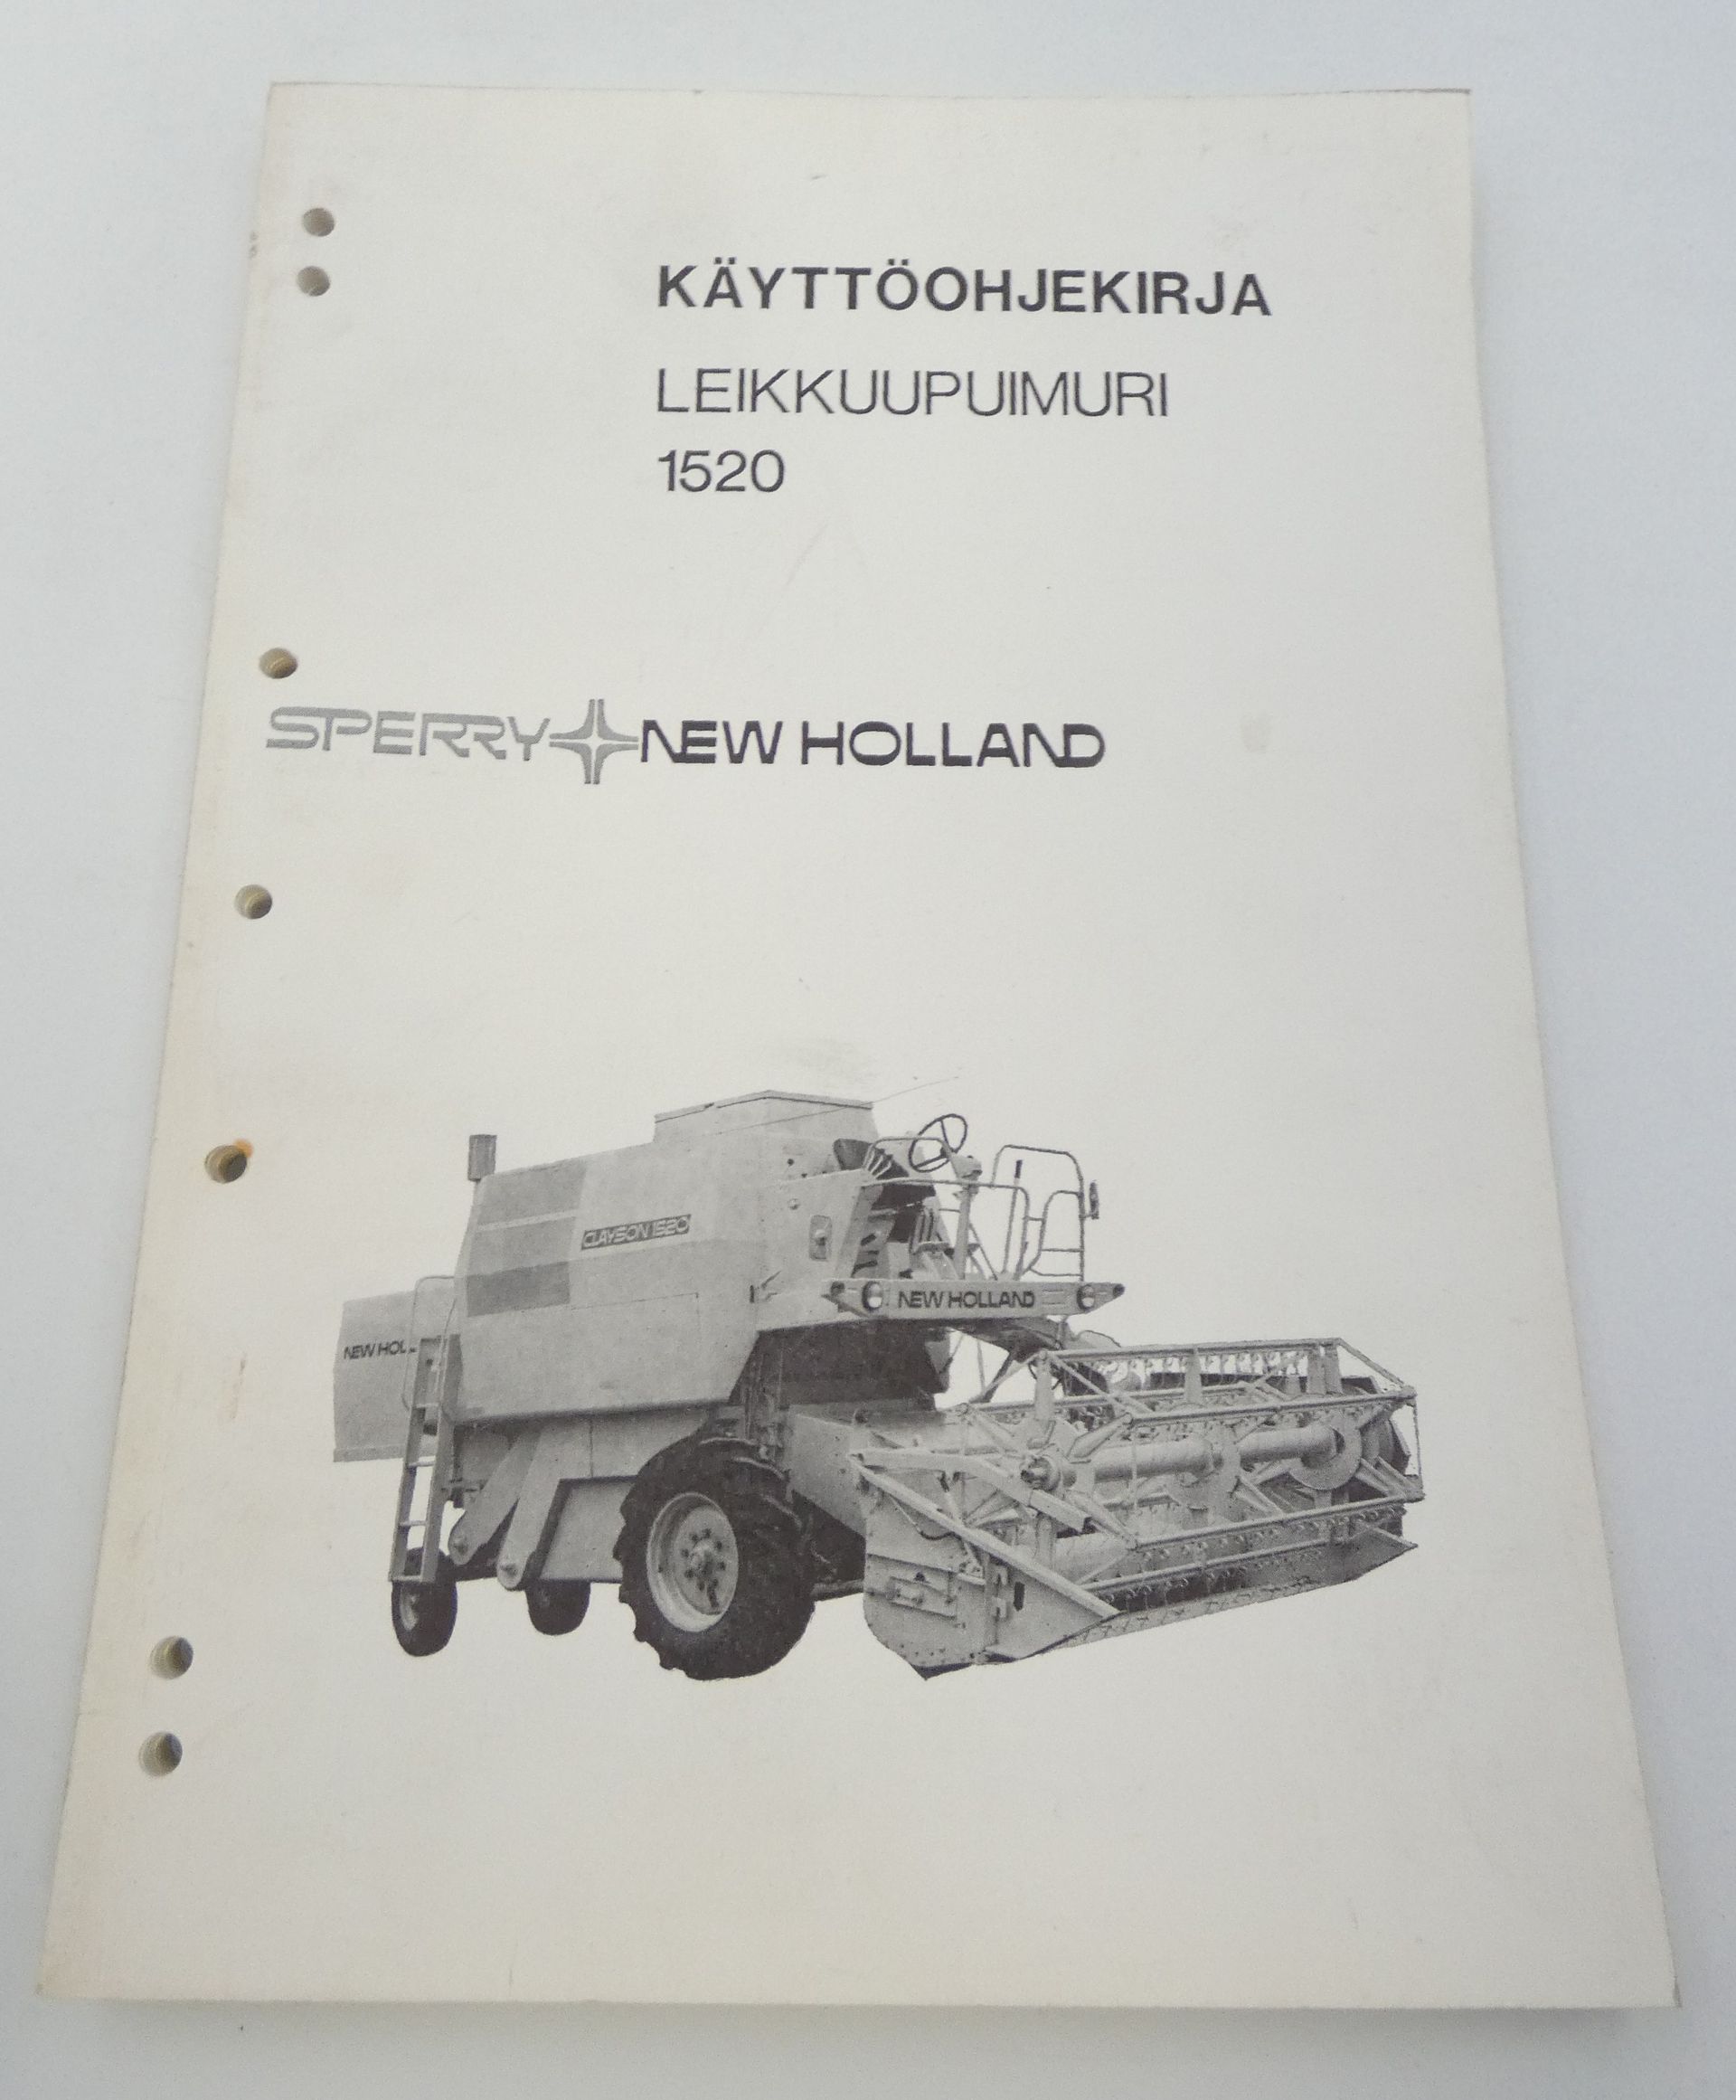 KÄYTTÖOHJEKIRJA
LEIKKUUPUIMURI
1520
SPERRY NEW HOLLAND
CLAYSON 1520
NEW HOLLAND
NEW HOL